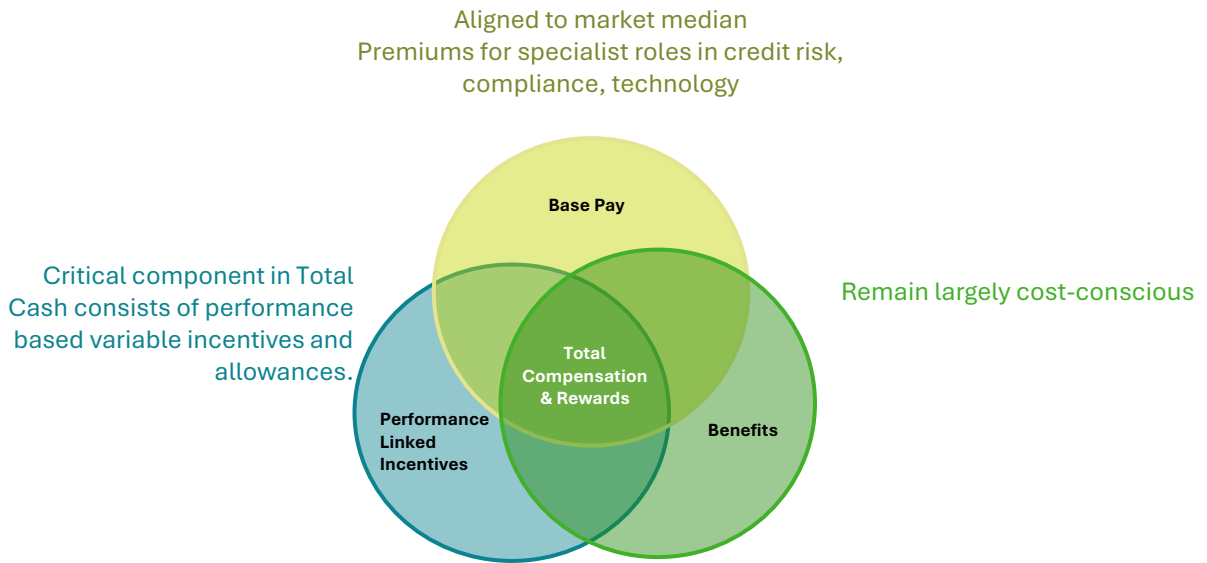 Aligned to market median
Premiums for specialist roles in credit risk,
compliance, technology
Base Pay
Critical component in Total
Cash consists of performance
based variable incentives and
allowances.
Remain largely cost-conscious
Total
Compensation
& Rewards
Performance
Linked
Incentives
Benefits